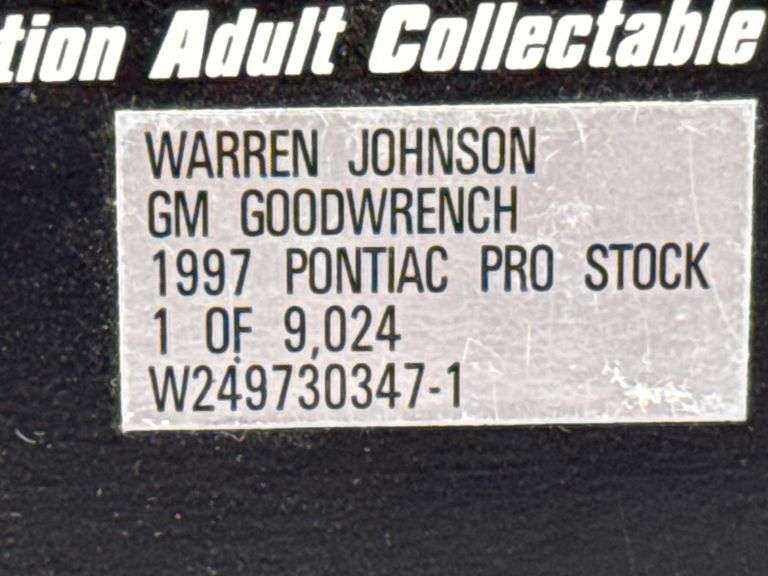 tion Adult Collectable
WARREN JOHNSON
GM GOODWRENCH
1997 PONTIAC PRO STOCK
1 OF 9,024
W249730347-1